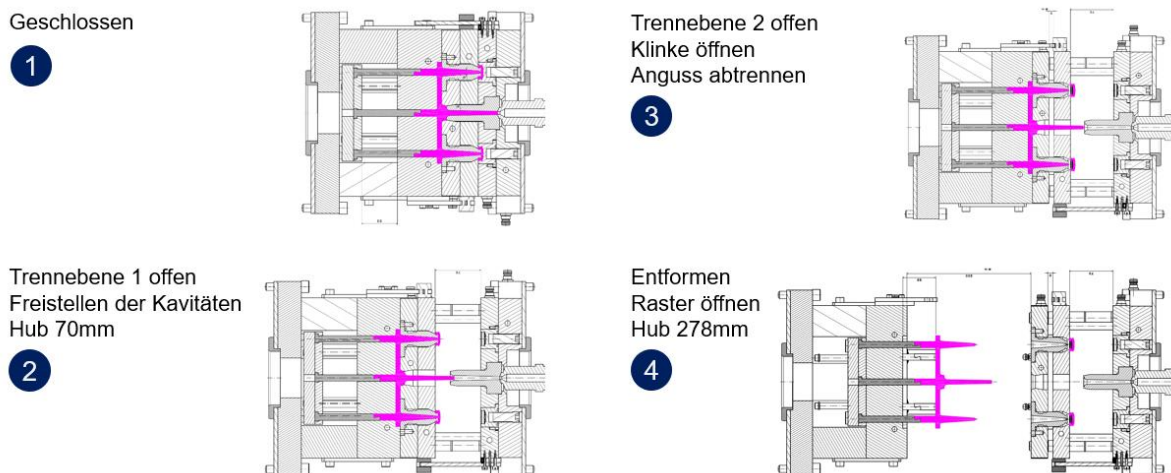 Geschlossen
1
Trennebene 1 offen
Freistellen der Kavitäten
Hub 70mm
2
Trennebene 2 offen
Klinke öffnen
Anguss abtrennen
3
Entformen
Raster öffnen
Hub 278mm
4